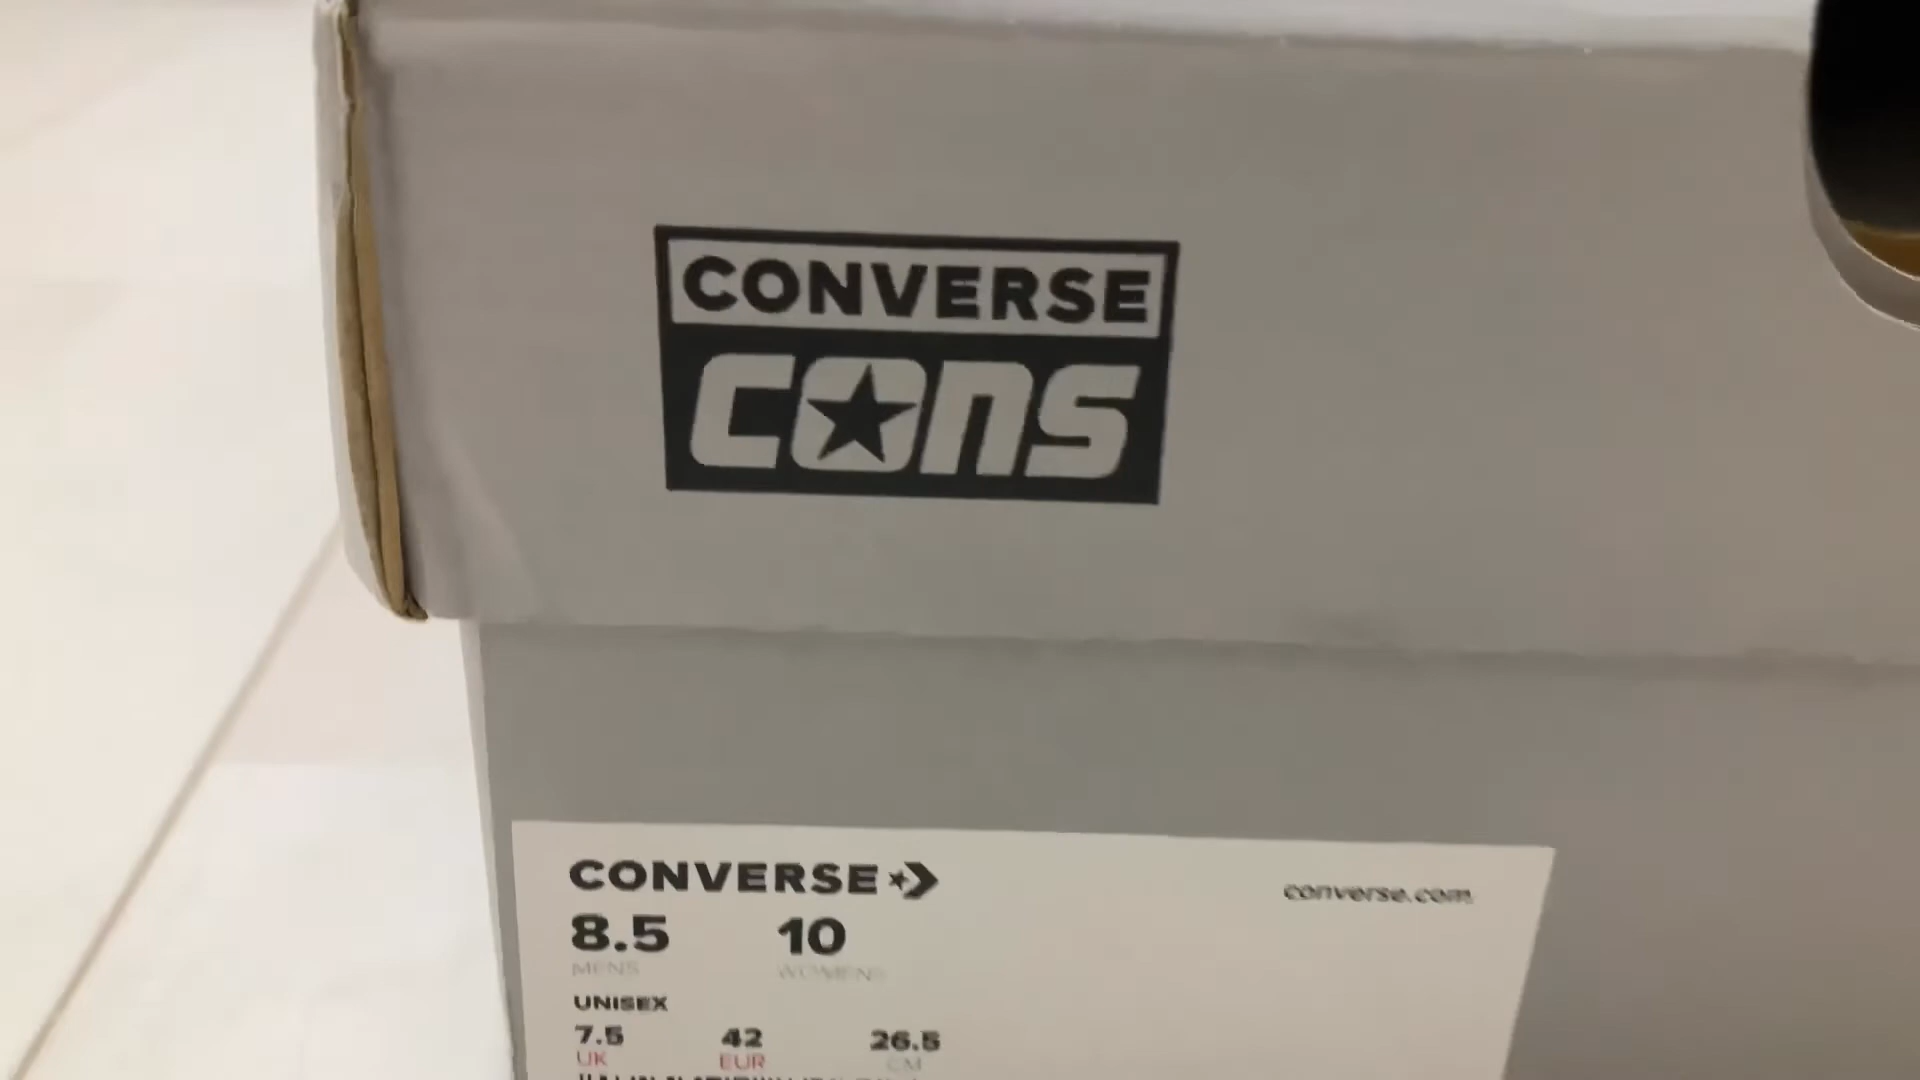 CONVERSE
CONS
CONVERSE
converse.com
8.5 10
MENS WOMENS
UNISEX
7.5 42 26.5
UK EUR CM